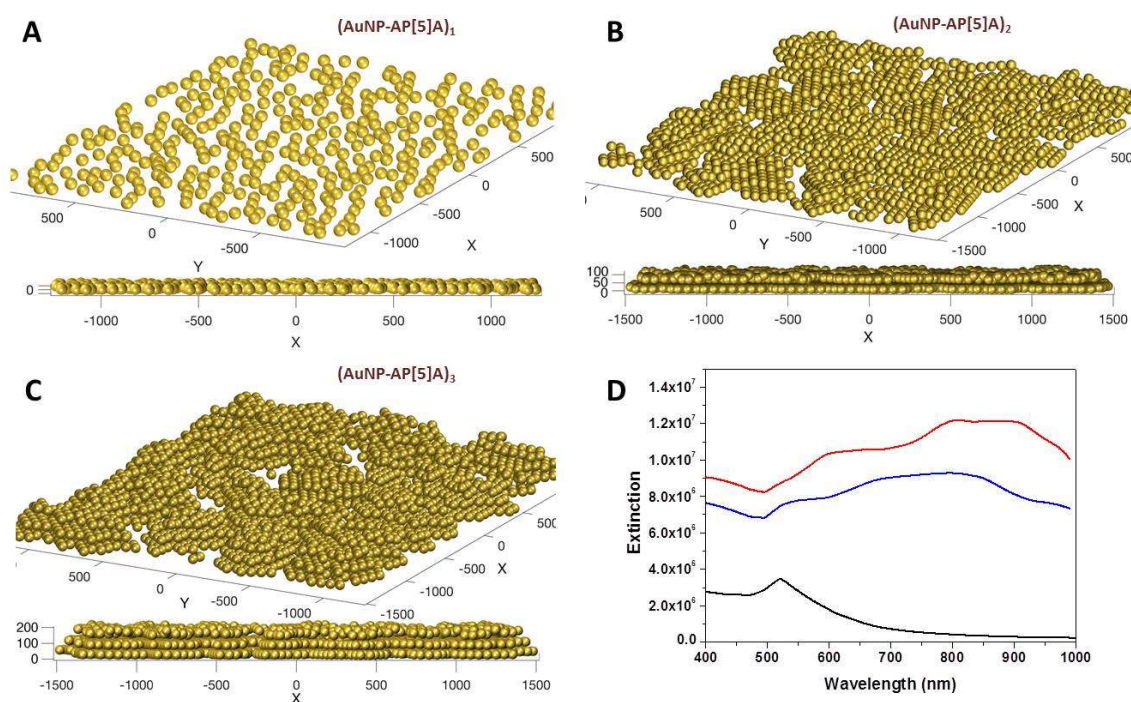 A
(AuNP-AP[5]A)₁
500
0
-500
Y
-1000
-500
0
500
X
0
-1000
-500
0
500
1000
X
B
(AuNP-AP[5]A)₂
500
0
-500
-1000
Y
-1500
-1000
-500
0
500
X
100
50
0
-1500
-1000
-500
0
500
1000
1500
X
C
(AuNP-AP[5]A)₃
500
0
-500
-1000
Y
-1500
-1000
-500
0
500
X
200
100
0
-1500
-1000
-500
0
500
1000
1500
X
D
1.4x10⁷
1.2x10⁷
1.0x10⁷
8.0x10⁶
6.0x10⁶
4.0x10⁶
2.0x10⁶
0.0
Extinction
400 500 600 700 800 900 1000
Wavelength (nm)